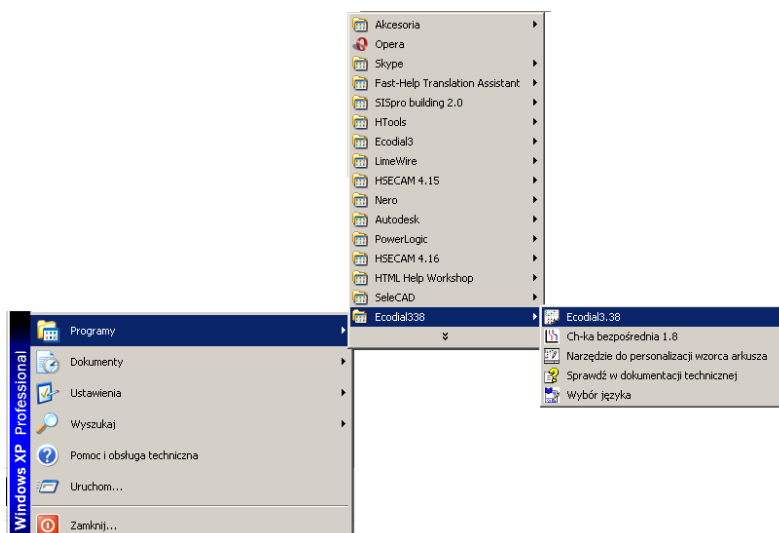 Akcesoria
Opera
Skype
Fast-Help Translation Assistant
SISpro building 2.0
HTools
Ecodial3
LimeWire
HSECAM 4.15
Nero
Autodesk
PowerLogic
HSECAM 4.16
HTML Help Workshop
SeleCAD
Ecodial338
Ecodial3.38
Ch-ka bezpośrednia 1.8
Narzędzie do personalizacji wzorca arkusza
Sprawdź w dokumentacji technicznej
Wybór języka
Windows XP Professional
Programy
Dokumenty
Ustawienia
Wyszukaj
Pomoc i obsługa techniczna
Uruchom...
Zamknij...